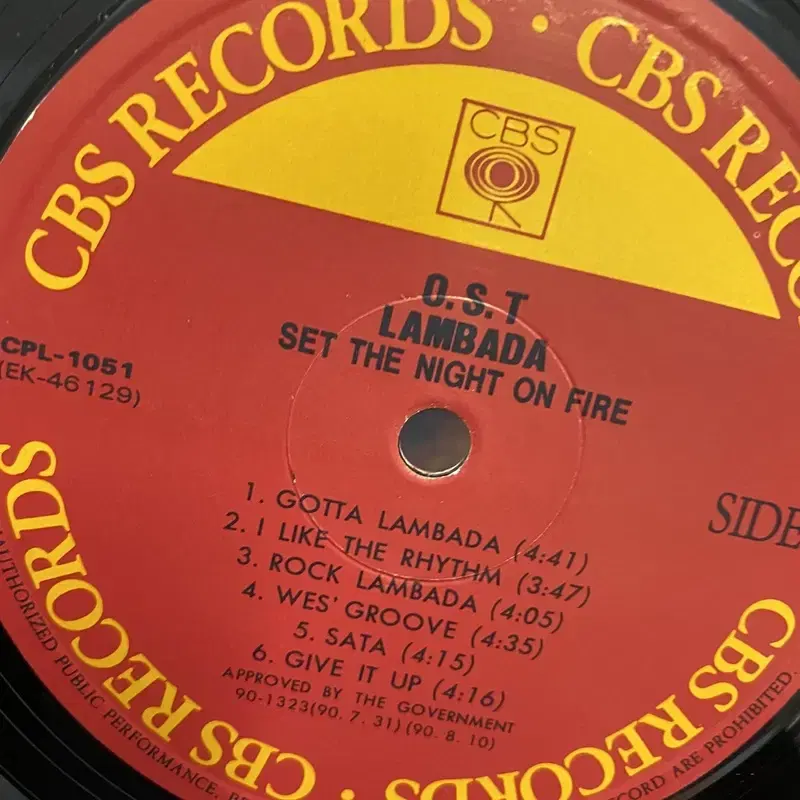 CBS RECORDS · CBS RECO
CBS
O.S.T
LAMBADA
SET THE NIGHT ON FIRE
CPL-1051
(EK-46129)
SIDE
1. GOTTA LAMBADA (4:41)
2. I LIKE THE RHYTHM (3:47)
3. ROCK LAMBADA (4:05)
4. WES' GROOVE (4:35)
5. SATA (4:15)
6. GIVE IT UP (4:16)
APPROVED BY THE GOVERNMENT
90-1323(90. 7. 31)(90. 8. 10)
CBS RECORDS · CBS RECORDS · CBS
AUTHORIZED PUBLIC PERFORMANCE,
RECORD ARE PROHIBITED.